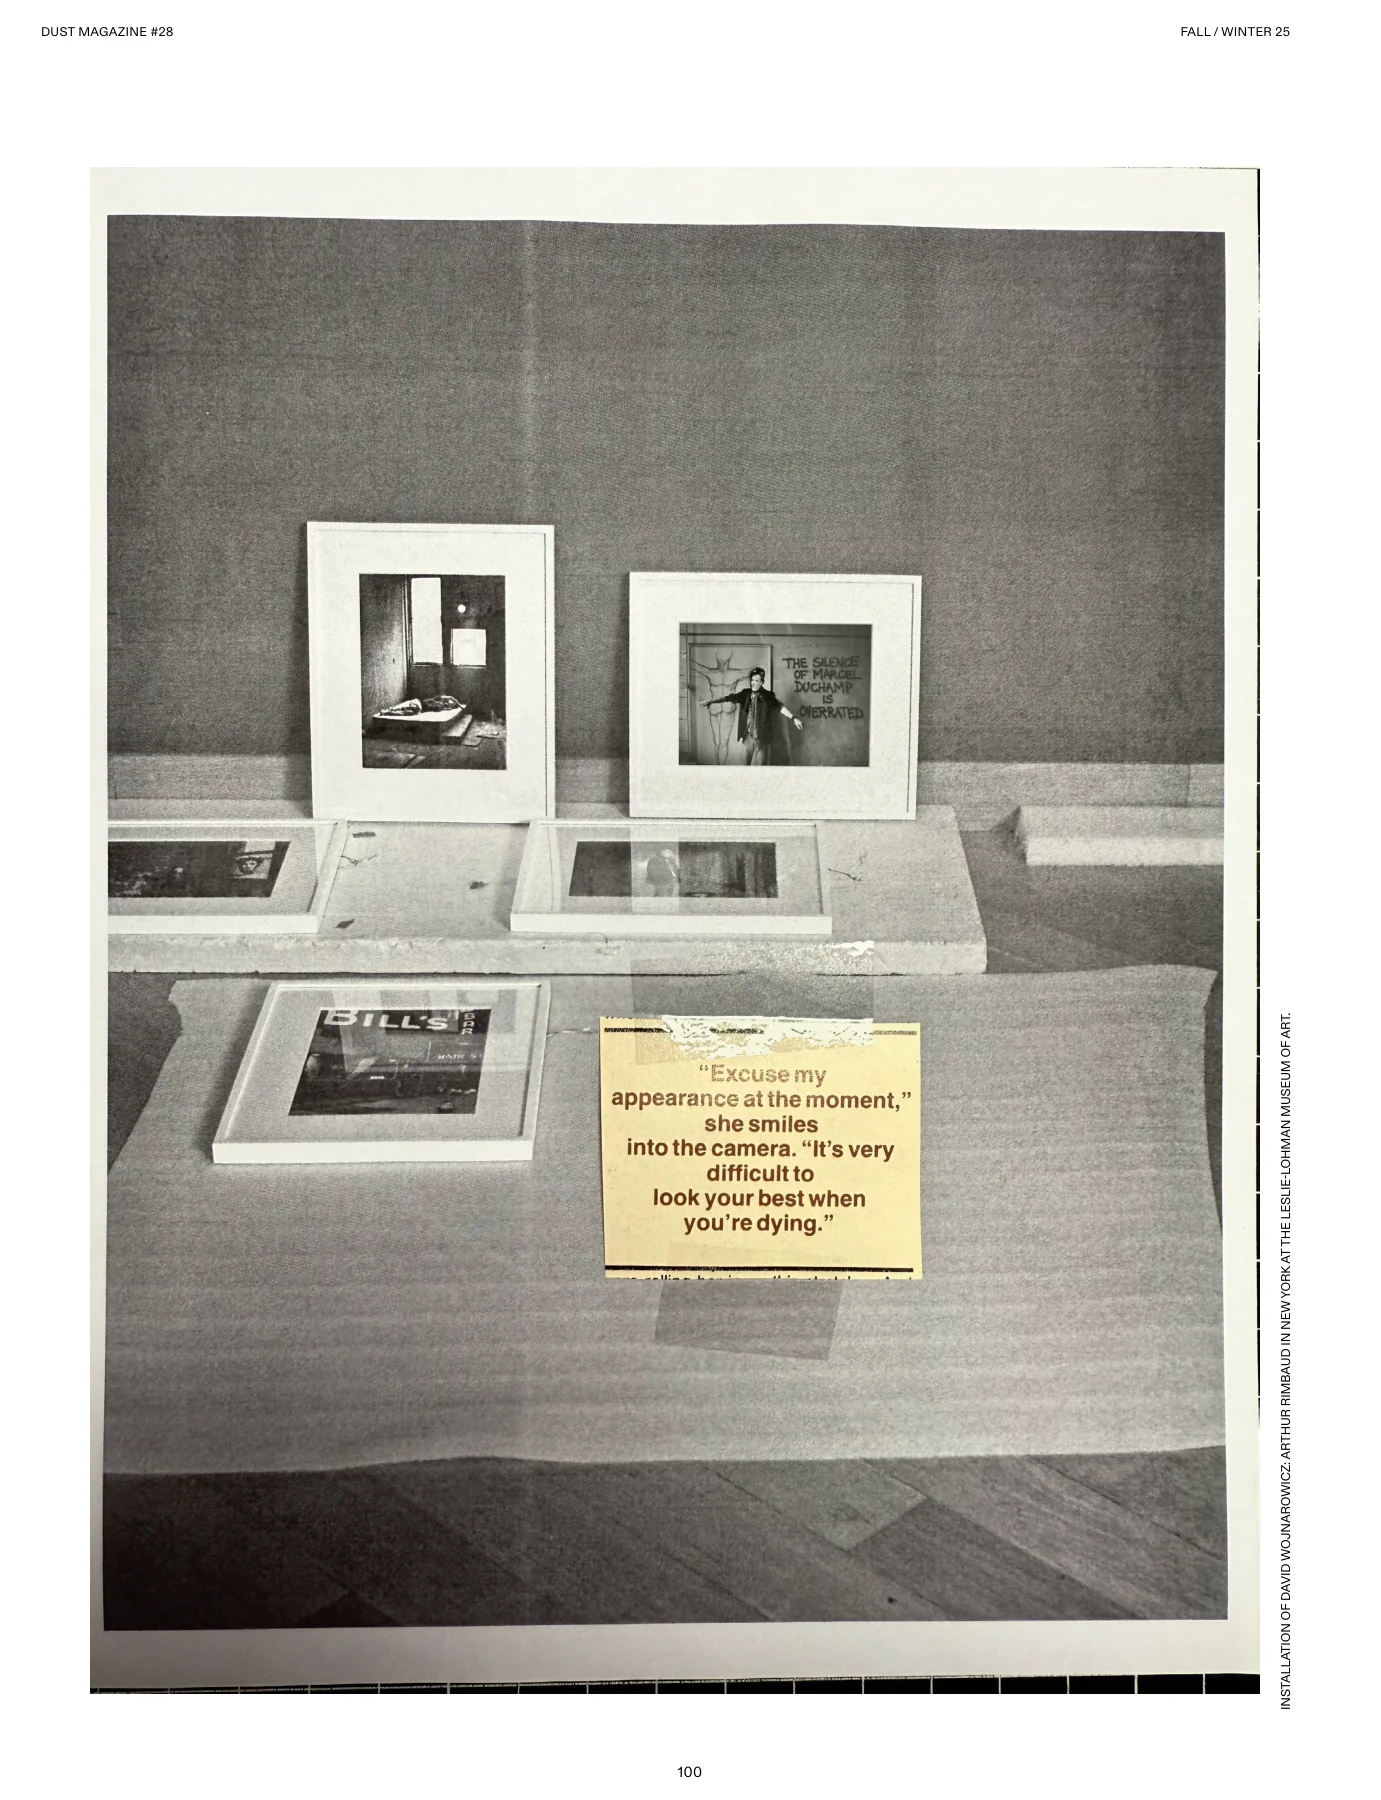 DUST MAGAZINE #28
FALL / WINTER 25
THE SILENCE
OF MARCEL
DUCHAMP
IS
OVERRATED
BILL'S
BAR
“Excuse my
appearance at the moment,”
she smiles
into the camera. “It’s very
difficult to
look your best when
you’re dying.”
INSTALLATION OF DAVID WOJNAROWICZ: ARTHUR RIMBAUD IN NEW YORK AT THE LESLIE-LOHMAN MUSEUM OF ART.
100